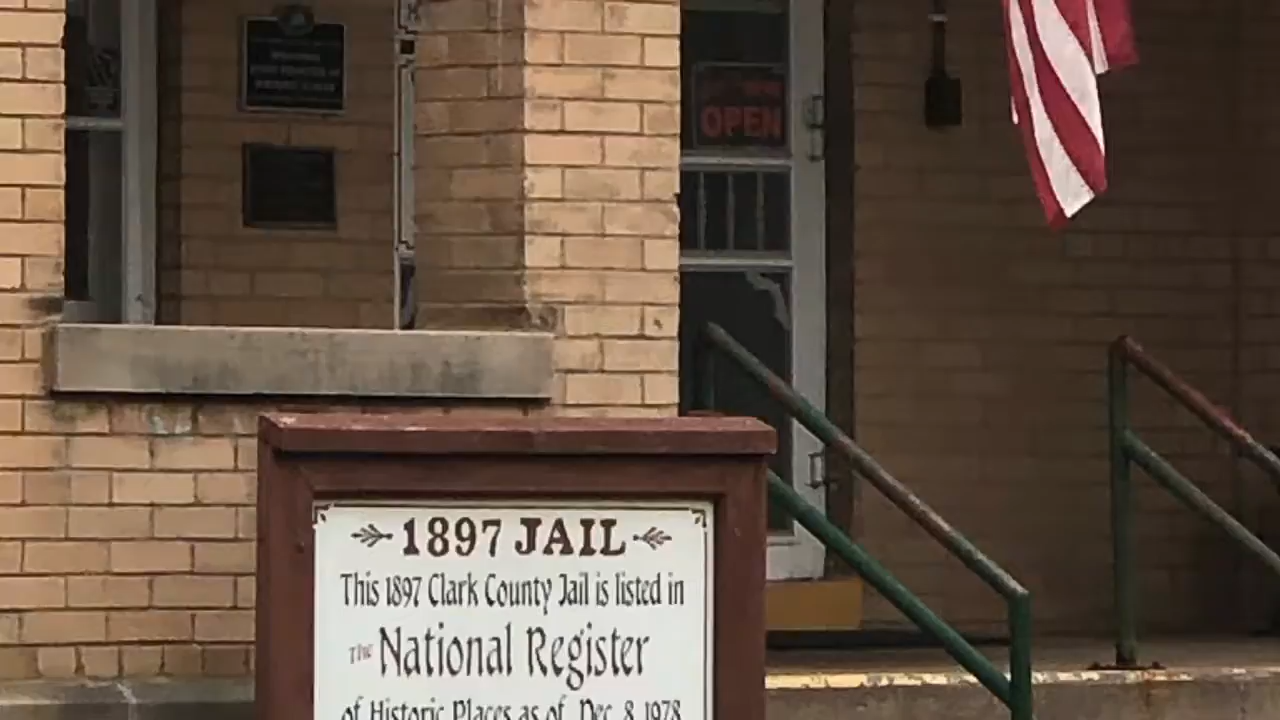 OPEN
1897 JAIL
This 1897 Clark County Jail is listed in
The National Register
of Historic Places as of Dec. 8, 1978